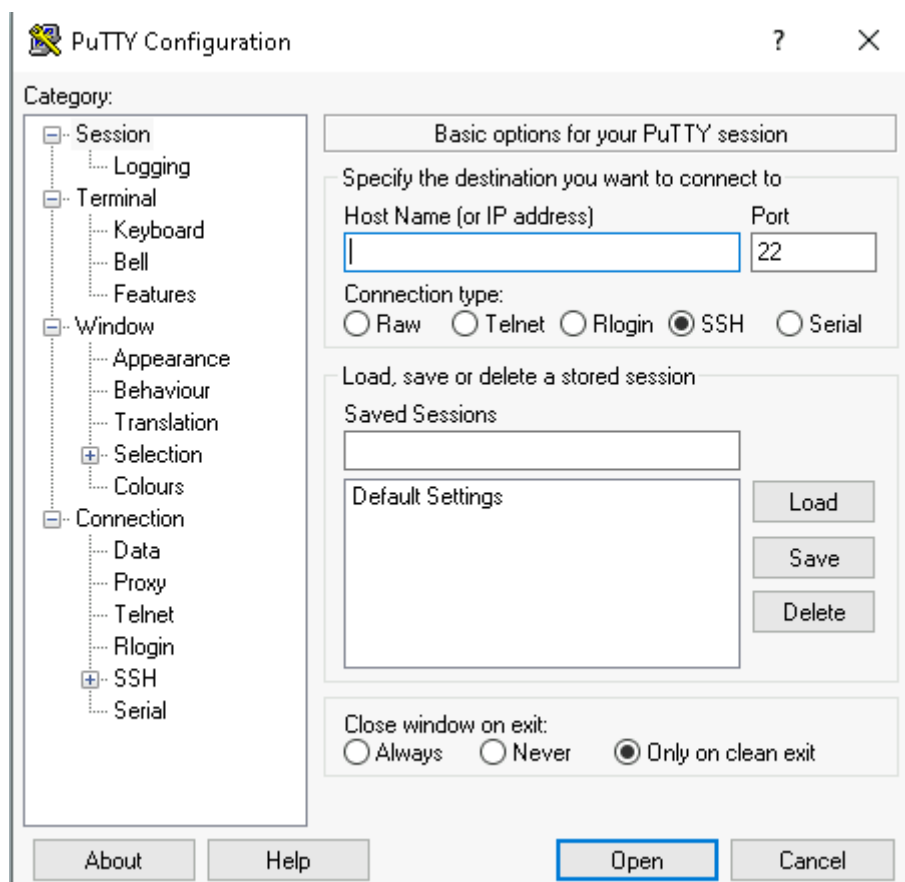 PuTTY Configuration
?
Category:
Session
Logging
Terminal
Keyboard
Bell
Features
Window
Appearance
Behaviour
Translation
Selection
Colours
Connection
Data
Proxy
Telnet
Rlogin
SSH
Serial
Basic options for your PuTTY session
Specify the destination you want to connect to
Host Name (or IP address) Port
22
Connection type:
Raw Telnet Rlogin SSH Serial
Load, save or delete a stored session
Saved Sessions
Default Settings
Load
Save
Delete
Close window on exit:
Always Never Only on clean exit
About Help Open Cancel